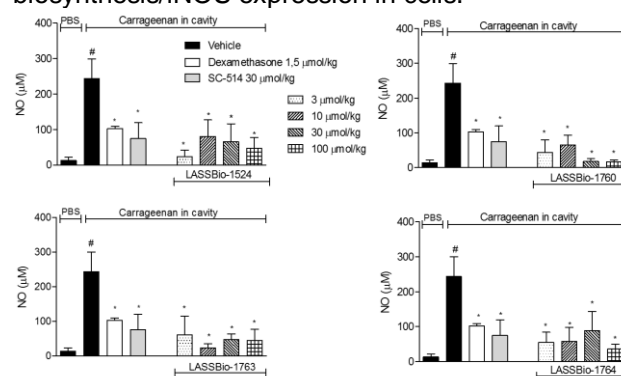 biosynthesis/iNOS expression in cells.
PBS Carrageenan in cavity
400
300
200
100
0
NO (µM)
#
* *
* * * *
Vehicle
Dexamethasone 1,5 µmol/kg
SC-514 30 µmol/kg
3 µmol/kg
10 µmol/kg
30 µmol/kg
100 µmol/kg
LASSBio-1524
PBS Carrageenan in cavity
400
300
200
100
0
NO (µM)
#
* *
* * * *
LASSBio-1760
PBS Carrageenan in cavity
400
300
200
100
0
NO (µM)
#
* *
* * * *
LASSBio-1763
PBS Carrageenan in cavity
400
300
200
100
0
NO (µM)
#
* *
* * * *
LASSBio-1764